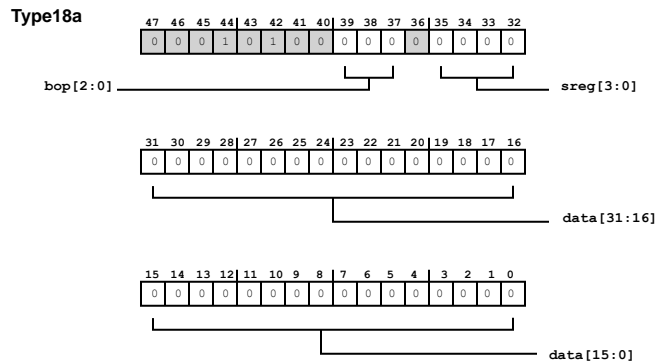 Type18a
47 46 45 44 43 42 41 40 39 38 37 36 35 34 33 32
0 0 0 1 0 1 0 0 0 0 0 0 0 0 0 0
bop[2:0] sreg[3:0]
31 30 29 28 27 26 25 24 23 22 21 20 19 18 17 16
0 0 0 0 0 0 0 0 0 0 0 0 0 0 0 0
data[31:16]
15 14 13 12 11 10 9 8 7 6 5 4 3 2 1 0
0 0 0 0 0 0 0 0 0 0 0 0 0 0 0 0
data[15:0]